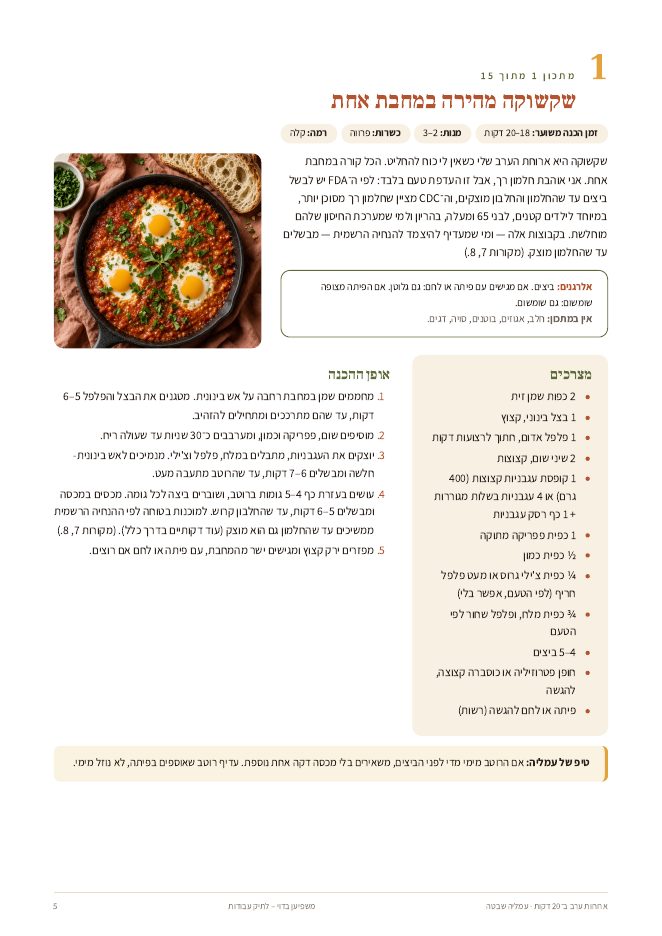 1
מתכון 1 מתוך 15
שקשוקה מהירה במחבת אחת
זמן הכנה משוער: 18–20 דקות
מנות: 2–3
כשרות: פרווה
רמה: קלה
שקשוקה היא ארוחת הערב שלי כשאין לי כוח להחליט. הכל קורה במחבת
אחת. אני אוהבת חלמון רך, אבל זו העדפת טעם בלבד: לפי ה־FDA יש לבשל
ביצים עד שהחלמון והחלבון מוצקים, וה־CDC מציין שחלמון רך מסוכן יותר,
במיוחד לילדים קטנים, לבני 65 ומעלה, בהריון ולמי שמערכת החיסון שלהם
מוחלשת. בקבוצות אלה — ומי שמעדיף להיצמד להנחיה הרשמית — מבשלים
עד שהחלמון מוצק. (מקורות 7, 8.)
אלרגנים: ביצים. אם מגישים עם פיתה או לחם: גם גלוטן. אם הפיתה מצופה
שומשום: גם שומשום.
אין במתכון: חלב, אגוזים, בוטנים, סויה, דגים.
מצרכים
• 2 כפות שמן זית
• 1 בצל בינוני, קצוץ
• 1 פלפל אדום, חתוך לרצועות דקות
• 2 שיני שום, קצוצות
• 1 קופסת עגבניות קצוצות (400
גרם) או 4 עגבניות בשלות מגוררות
+ 1 כף רסק עגבניות
• 1 כפית פפריקה מתוקה
• ½ כפית כמון
• ¼ כפית צ'ילי גרוס או מעט פלפל
חריף (לפי הטעם, אפשר בלי)
• ¾ כפית מלח, ופלפל שחור לפי
הטעם
• 4–5 ביצים
• חופן פטרוזיליה או כוסברה קצוצה,
להגשה
• פיתה או לחם להגשה (רשות)
אופן ההכנה
1. מחממים שמן במחבת רחבה על אש בינונית. מטגנים את הבצל והפלפל 5–6
דקות, עד שהם מתרככים ומתחילים להזהיב.
2. מוסיפים שום, פפריקה וכמון, ומערבבים כ־30 שניות עד שעולה ריח.
3. יוצקים את העגבניות, מתבלים במלח, פלפל וצ'ילי. מנמיכים לאש בינונית-
חלשה ומבשלים 6–7 דקות, עד שהרוטב מתעבה מעט.
4. עושים בעזרת כף 4–5 גומות ברוטב, ושוברים ביצה לכל גומה. מכסים במכסה
ומבשלים 5–6 דקות, עד שהחלבון קרוש. למוכנות בטוחה לפי ההנחיה הרשמית
ממשיכים עד שהחלמון גם הוא מוצק (עוד דקותיים בדרך כלל). (מקורות 7, 8.)
5. מפזרים ירק קצוץ ומגישים ישר מהמחבת, עם פיתה או לחם אם רוצים.
טיפ של עמליה: אם הרוטב מימי מדי לפני הביצים, משאירים בלי מכסה דקה אחת נוספת. עדיף רוטב שאוספים בפיתה, לא נוזל מימי.
ארוחות ערב ב־20 דקות · עמליה שבטה
משפיען בדוי – לתיק עבודות
5